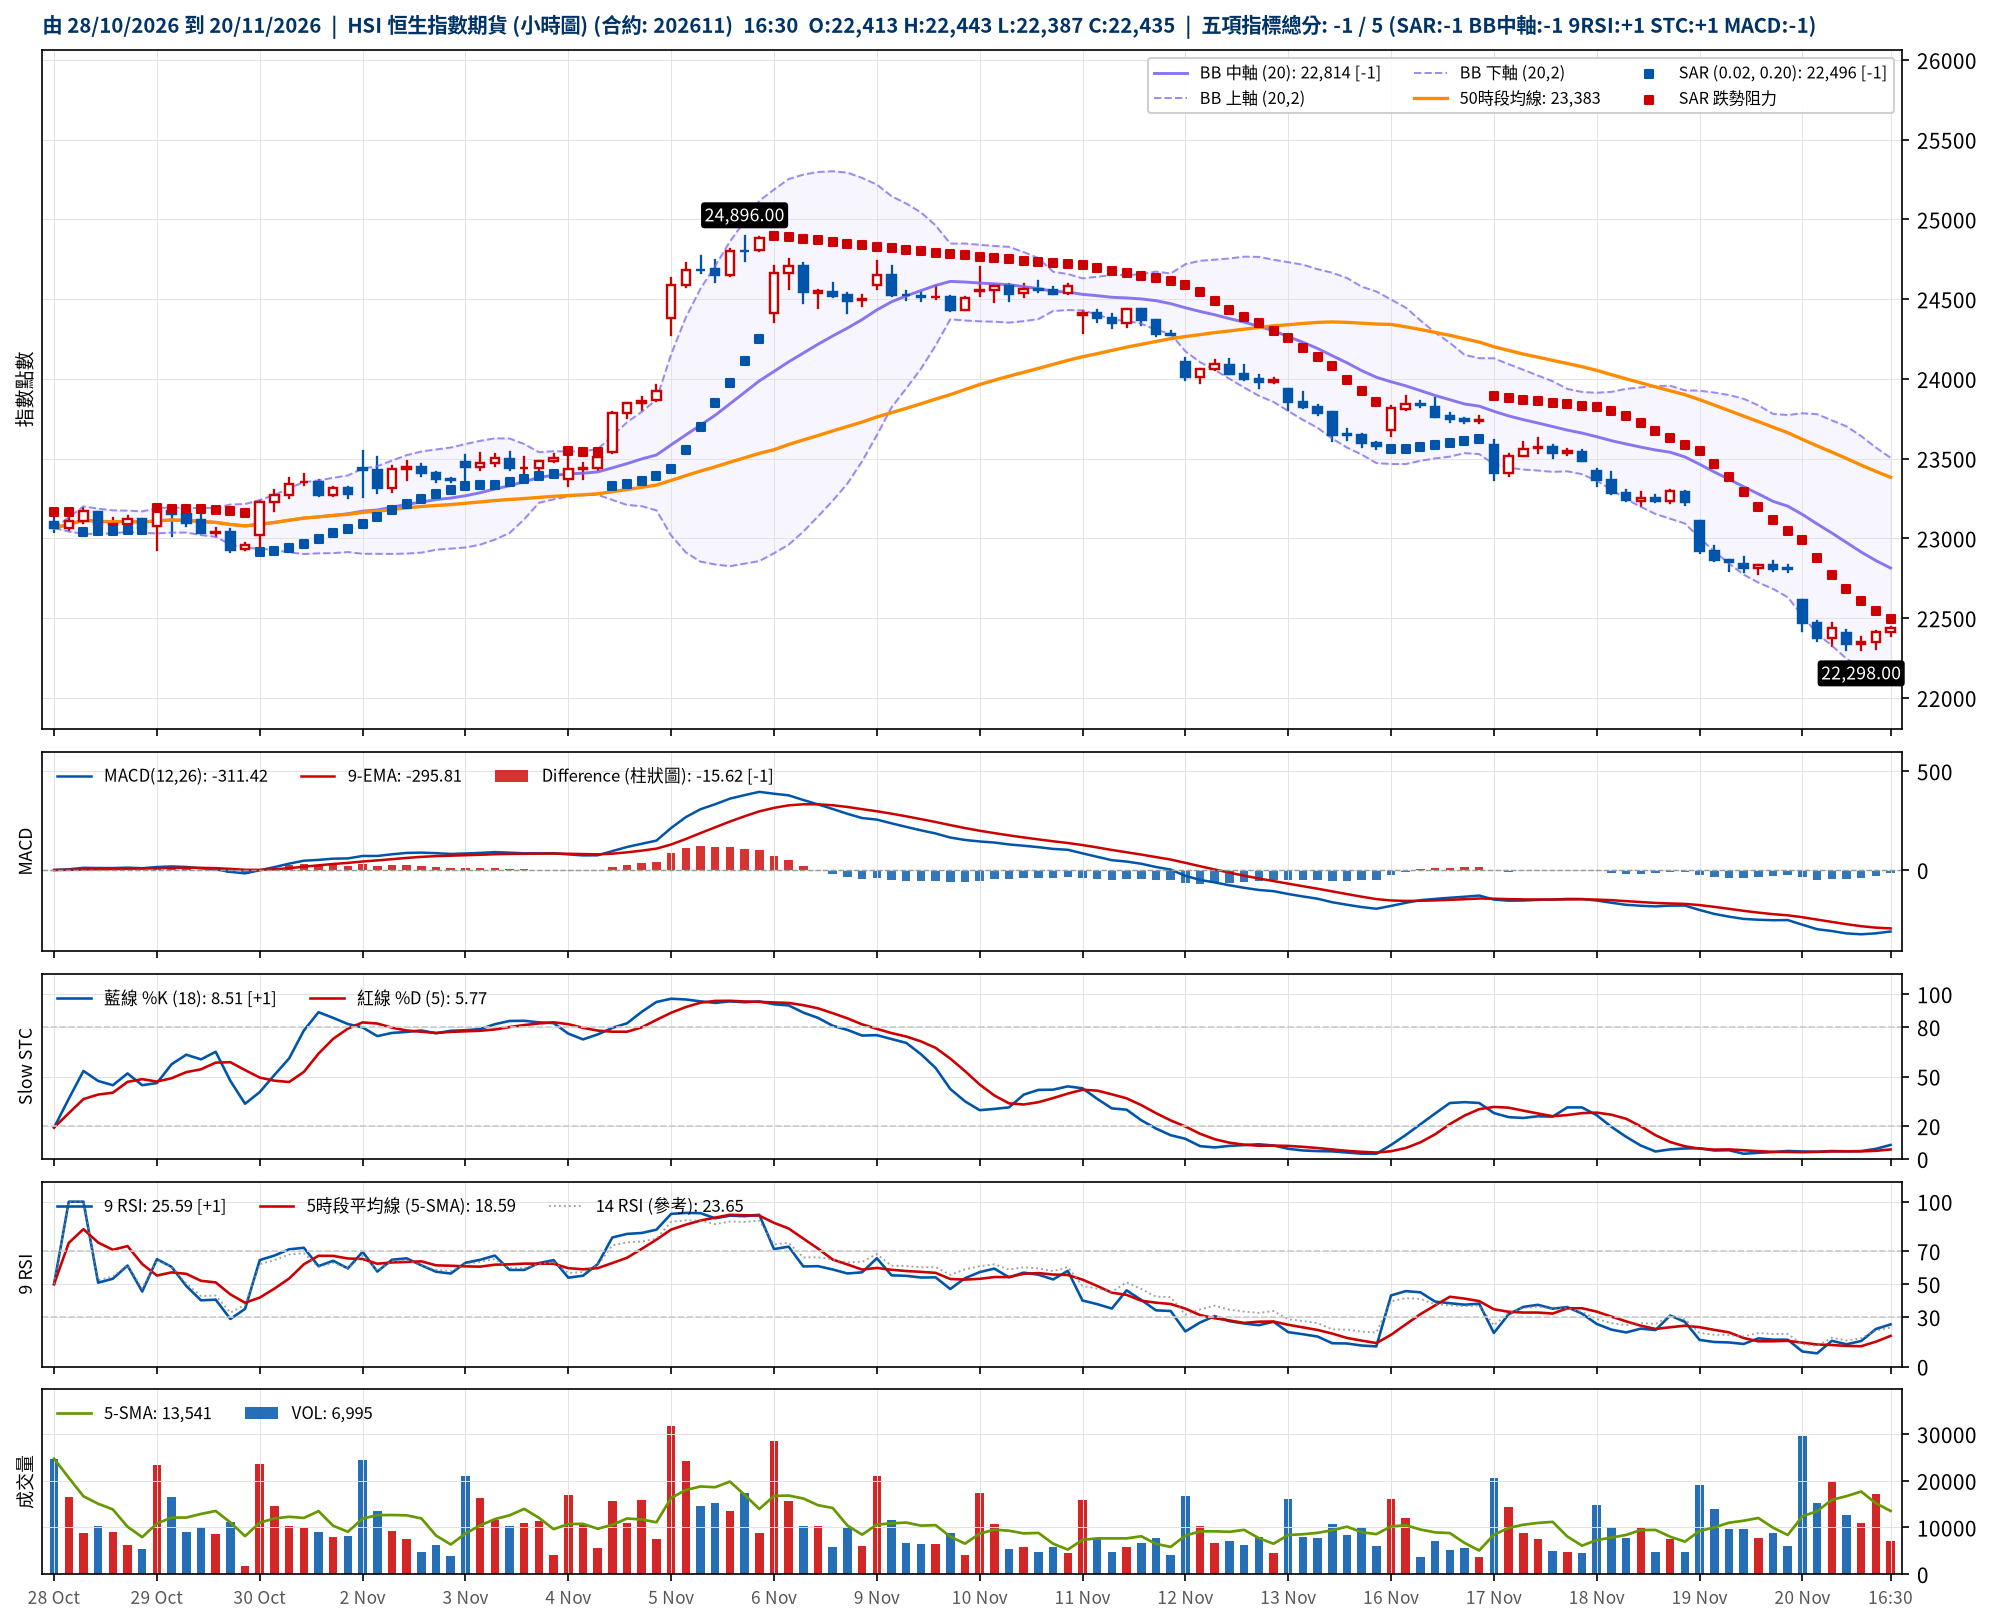 由 28/10/2026 到 20/11/2026 | HSI 恒生指數期貨 (小時圖) (合約: 202611) 16:30 O:22,413 H:22,443 L:22,387 C:22,435 | 五項指標總分: -1 / 5 (SAR:-1 BB中軸:-1 9RSI:+1 STC:+1 MACD:-1)
BB 中軸 (20): 22,814 [-1] BB 下軸 (20,2) SAR (0.02, 0.20): 22,496 [-1]
BB 上軸 (20,2) 50時段均線: 23,383 SAR 跌勢阻力
26000
25500
25000
24500
24000
23500
23000
22500
22000
指數點數
24,896.00
22,298.00
MACD(12,26): -311.42 9-EMA: -295.81 Difference (柱狀圖): -15.62 [-1]
500
0
MACD
藍線 %K (18): 8.51 [+1] 紅線 %D (5): 5.77
100
80
50
20
0
Slow STC
9 RSI: 25.59 [+1] 5時段平均線 (5-SMA): 18.59 14 RSI (參考): 23.65
100
70
50
30
0
9 RSI
5-SMA: 13,541 VOL: 6,995
30000
20000
10000
0
成交量
28 Oct 29 Oct 30 Oct 2 Nov 3 Nov 4 Nov 5 Nov 6 Nov 9 Nov 10 Nov 11 Nov 12 Nov 13 Nov 16 Nov 17 Nov 18 Nov 19 Nov 20 Nov 16:30